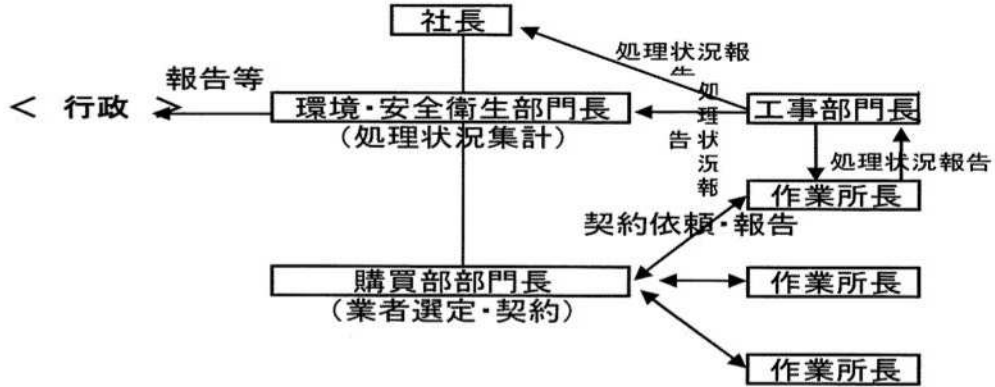 社長
処理状況報告
報告等
< 行政 >
環境・安全衛生部門長
(処理状況集計)
処理状況報告
工事部門長
処理状況報告
作業所長
契約依頼・報告
購買部部門長
(業者選定・契約)
作業所長
作業所長